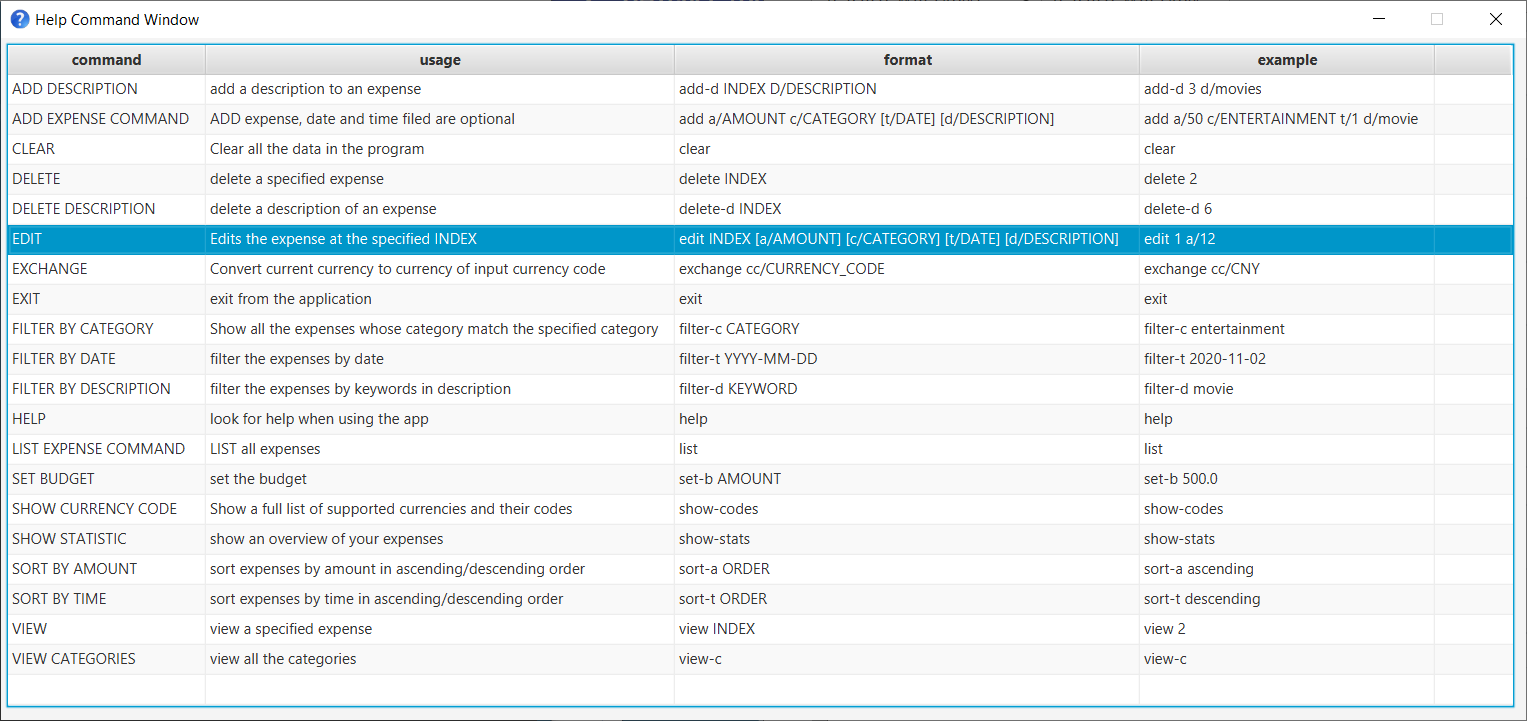 Help Command Window
command usage format example
ADD DESCRIPTION add a description to an expense add-d INDEX D/DESCRIPTION add-d 3 d/movies
ADD EXPENSE COMMAND ADD expense, date and time filed are optional add a/AMOUNT c/CATEGORY [t/DATE] [d/DESCRIPTION] add a/50 c/ENTERTAINMENT t/1 d/movie
CLEAR Clear all the data in the program clear clear
DELETE delete a specified expense delete INDEX delete 2
DELETE DESCRIPTION delete a description of an expense delete-d INDEX delete-d 6
EDIT Edits the expense at the specified INDEX edit INDEX [a/AMOUNT] [c/CATEGORY] [t/DATE] [d/DESCRIPTION] edit 1 a/12
EXCHANGE Convert current currency to currency of input currency code exchange cc/CURRENCY_CODE exchange cc/CNY
EXIT exit from the application exit exit
FILTER BY CATEGORY Show all the expenses whose category match the specified category filter-c CATEGORY filter-c entertainment
FILTER BY DATE filter the expenses by date filter-t YYYY-MM-DD filter-t 2020-11-02
FILTER BY DESCRIPTION filter the expenses by keywords in description filter-d KEYWORD filter-d movie
HELP look for help when using the app help help
LIST EXPENSE COMMAND LIST all expenses list list
SET BUDGET set the budget set-b AMOUNT set-b 500.0
SHOW CURRENCY CODE Show a full list of supported currencies and their codes show-codes show-codes
SHOW STATISTIC show an overview of your expenses show-stats show-stats
SORT BY AMOUNT sort expenses by amount in ascending/descending order sort-a ORDER sort-a ascending
SORT BY TIME sort expenses by time in ascending/descending order sort-t ORDER sort-t descending
VIEW view a specified expense view INDEX view 2
VIEW CATEGORIES view all the categories view-c view-c